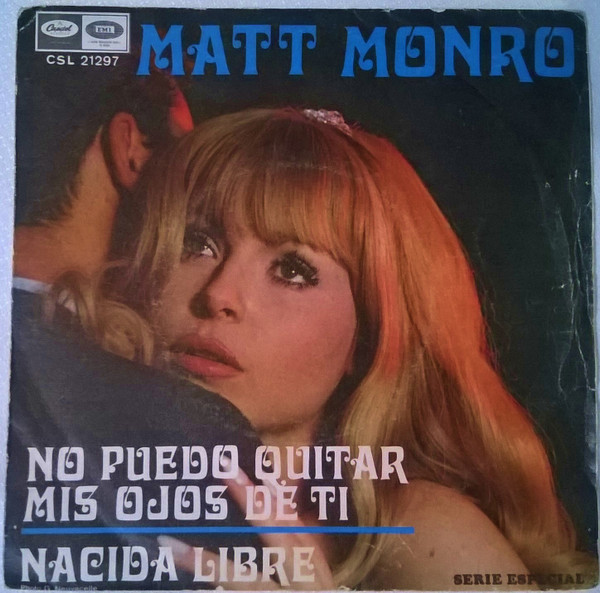 Capitol
EMI
CSL 21297
MATT MONRO
NO PUEDO QUITAR
MIS OJOS DE TI
NACIDA LIBRE
SERIE ESPECIAL